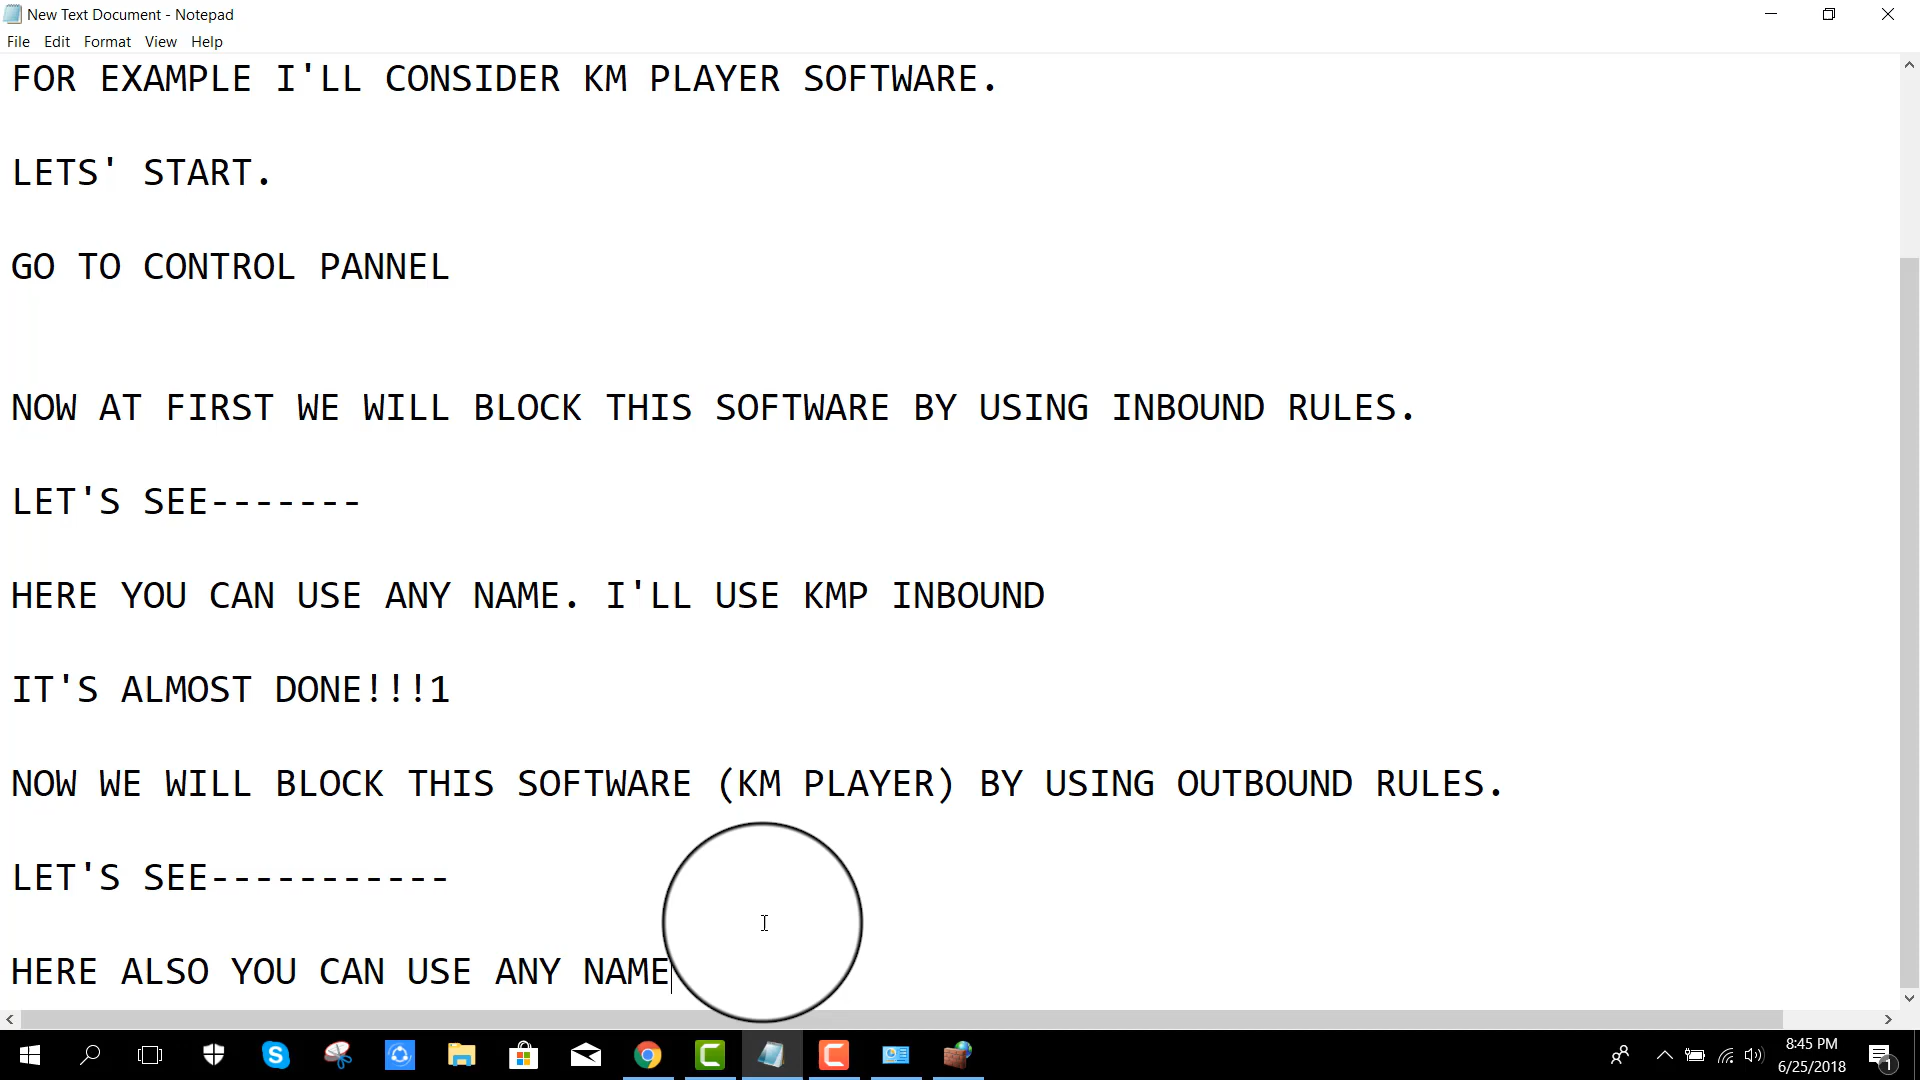 New Text Document - Notepad
File Edit Format View Help
FOR EXAMPLE I'LL CONSIDER KM PLAYER SOFTWARE.
LETS' START.
GO TO CONTROL PANNEL
NOW AT FIRST WE WILL BLOCK THIS SOFTWARE BY USING INBOUND RULES.
LET'S SEE-------
HERE YOU CAN USE ANY NAME. I'LL USE KMP INBOUND
IT'S ALMOST DONE!!!1
NOW WE WILL BLOCK THIS SOFTWARE (KM PLAYER) BY USING OUTBOUND RULES.
LET'S SEE-----------
HERE ALSO YOU CAN USE ANY NAME
8:45 PM
6/25/2018
1